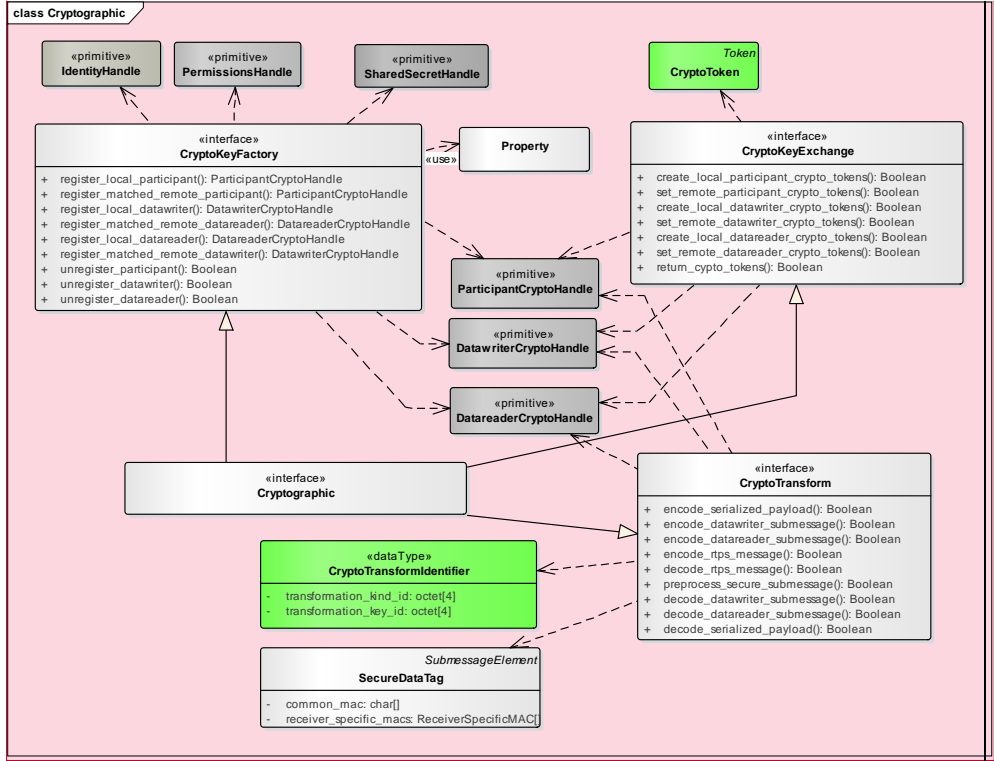 class Cryptographic
«primitive»
IdentityHandle
«primitive»
PermissionsHandle
«primitive»
SharedSecretHandle
Token
CryptoToken
«interface»
CryptoKeyFactory
+ register_local_participant(): ParticipantCryptoHandle
+ register_matched_remote_participant(): ParticipantCryptoHandle
+ register_local_datawriter(): DatawriterCryptoHandle
+ register_matched_remote_datareader(): DatareaderCryptoHandle
+ register_local_datareader(): DatareaderCryptoHandle
+ register_matched_remote_datawriter(): DatawriterCryptoHandle
+ unregister_participant(): Boolean
+ unregister_datawriter(): Boolean
+ unregister_datareader(): Boolean
«use»
Property
«interface»
CryptoKeyExchange
+ create_local_participant_crypto_tokens(): Boolean
+ set_remote_participant_crypto_tokens(): Boolean
+ create_local_datawriter_crypto_tokens(): Boolean
+ set_remote_datawriter_crypto_tokens(): Boolean
+ create_local_datareader_crypto_tokens(): Boolean
+ set_remote_datareader_crypto_tokens(): Boolean
+ return_cypto_tokens(): Boolean
«primitive»
ParticipantCryptoHandle
«primitive»
DatawriterCryptoHandle
«primitive»
DatareaderCryptoHandle
«interface»
Cryptographic
«interface»
CryptoTransform
+ encode_serialized_payload(): Boolean
+ encode_datawriter_submessage(): Boolean
+ encode_datareader_submessage(): Boolean
+ encode_rtps_message(): Boolean
+ decode_rtps_message(): Boolean
+ preprocess_secure_submessage(): Boolean
+ decode_datawriter_submessage(): Boolean
+ decode_datareader_submessage(): Boolean
+ decode_serialized_payload(): Boolean
«dataType»
CryptoTransformIdentifier
- transformation_kind_id: octet[4]
- transformation_key_id: octet[4]
SubmessageElement
SecureDataTag
- common_mac: char[]
- receiver_specific_macs: ReceiverSpecificMAC[]